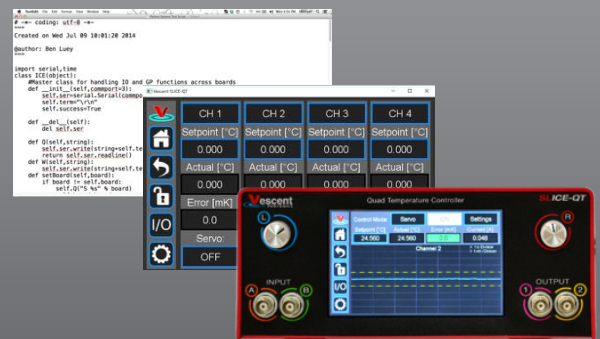 # -*- coding: utf-8 -*-
"""
Created on Wed Jul 09 10:01:20 2014
@author: Ben Luey
"""
import serial,time
class ICE(object):
#Master class for handling IO and GP functions across boards
def __init__(self,commport=3):
self.ser=serial.Serial(commpo
self.term="\r\n"
self.success=True
def __del__(self):
del self.ser
def Q(self,string):
self.ser.write(string+self.te
return self.ser.readline()
def W(self,string):
self.ser.write(string+self.te
def setBoard(self,board):
if board != self.board:
self.Q("S %s" % board)
Vescent SLICE-QT
CH 1 CH 2 CH 3 CH 4
Setpoint [°C] Setpoint [°C] Setpoint [°C] Setpoint [°C]
0.000 0.000 0.000 0.000
Actual [°C] Actual [°C] Actual [°C] Actual [°C]
0.000 0.000 0.000 0.000
Error [mK]
0.0
Servo:
OFF
I/O
Vescent
Quad Temperature Controller
SLICE-QT
L
R
Control Mode Servo Settings
Setpoint [°C] Actual [°C] Error [mK] Current [A]
24.560 24.560 0.048
Channel 2
I/O
INPUT
A B
OUTPUT
1 2